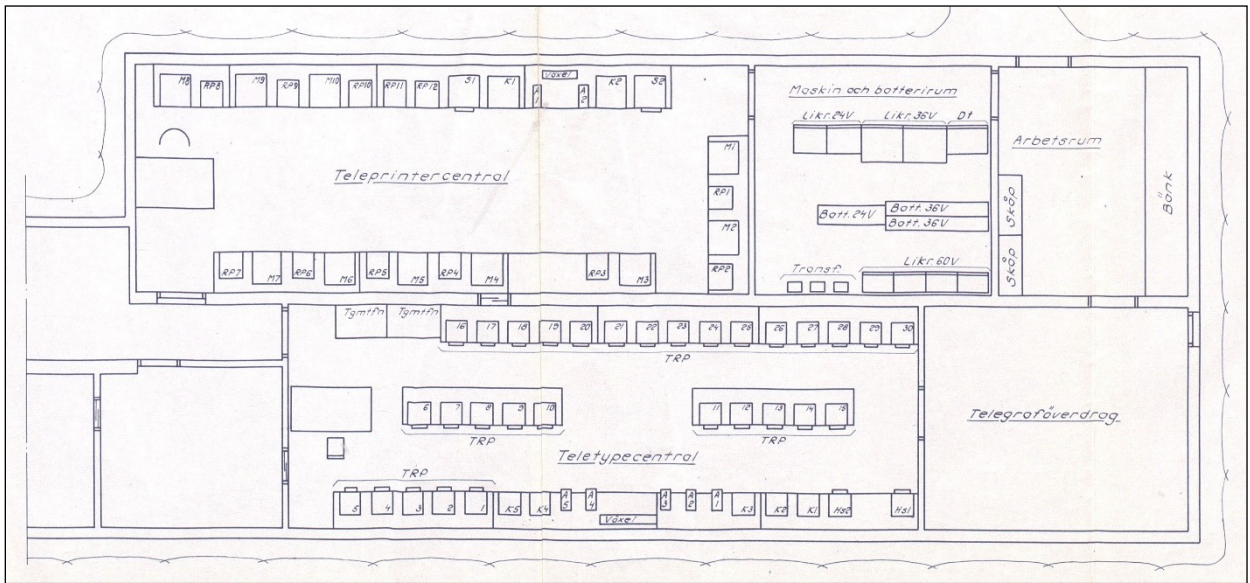 M8 RP8 M9 RP9 M10 RP10 RP11 RP12 S1 K1 Växel A1 A2 K2 S2
Maskin och batterirum
Likr. 24V Likr. 36V Dt
Arbetsrum
M1
Teleprintercentral
RP1
Skåp
Bänk
Batt. 24V Batt. 36V
Batt. 36V
M2
Skåp
RP7 M7 RP6 M6 RP5 M5 RP4 M4 RP3 M3 RP2
Transf. Likr. 60V
Tgmtfn Tgmtfn 16 17 18 19 20 21 22 23 24 25 26 27 28 29 30
TRP
6 7 8 9 10 11 12 13 14 15
Telegraföverdrag
TRP TRP
Teletypecentral
TRP
5 4 3 2 1 K5 K4 A5 A4 Växel A3 A2 A1 K3 K2 K1 Hs2 Hs1